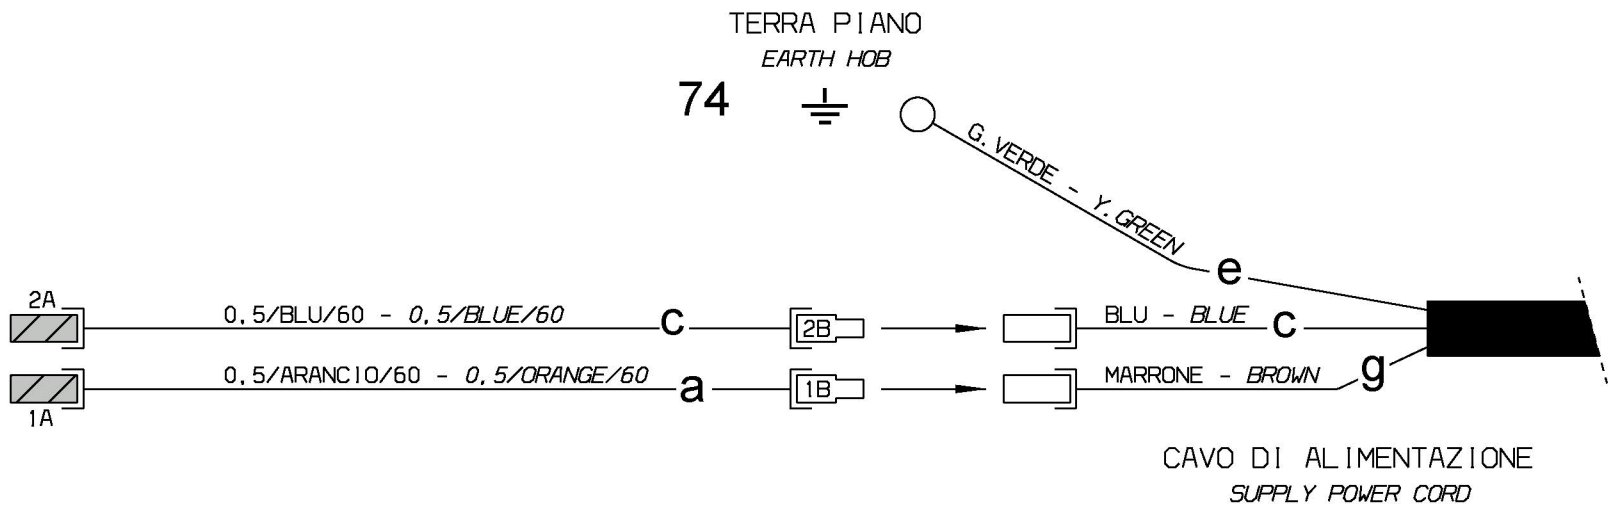 TERRA PIANO
EARTH HOB
74
G. VERDE - Y. GREEN
e
2A
0,5/BLU/60 - 0,5/BLUE/60
c
2B
BLU - BLUE
c
1A
0,5/ARANCIO/60 - 0,5/ORANGE/60
a
1B
MARRONE - BROWN
g
CAVO DI ALIMENTAZIONE
SUPPLY POWER CORD